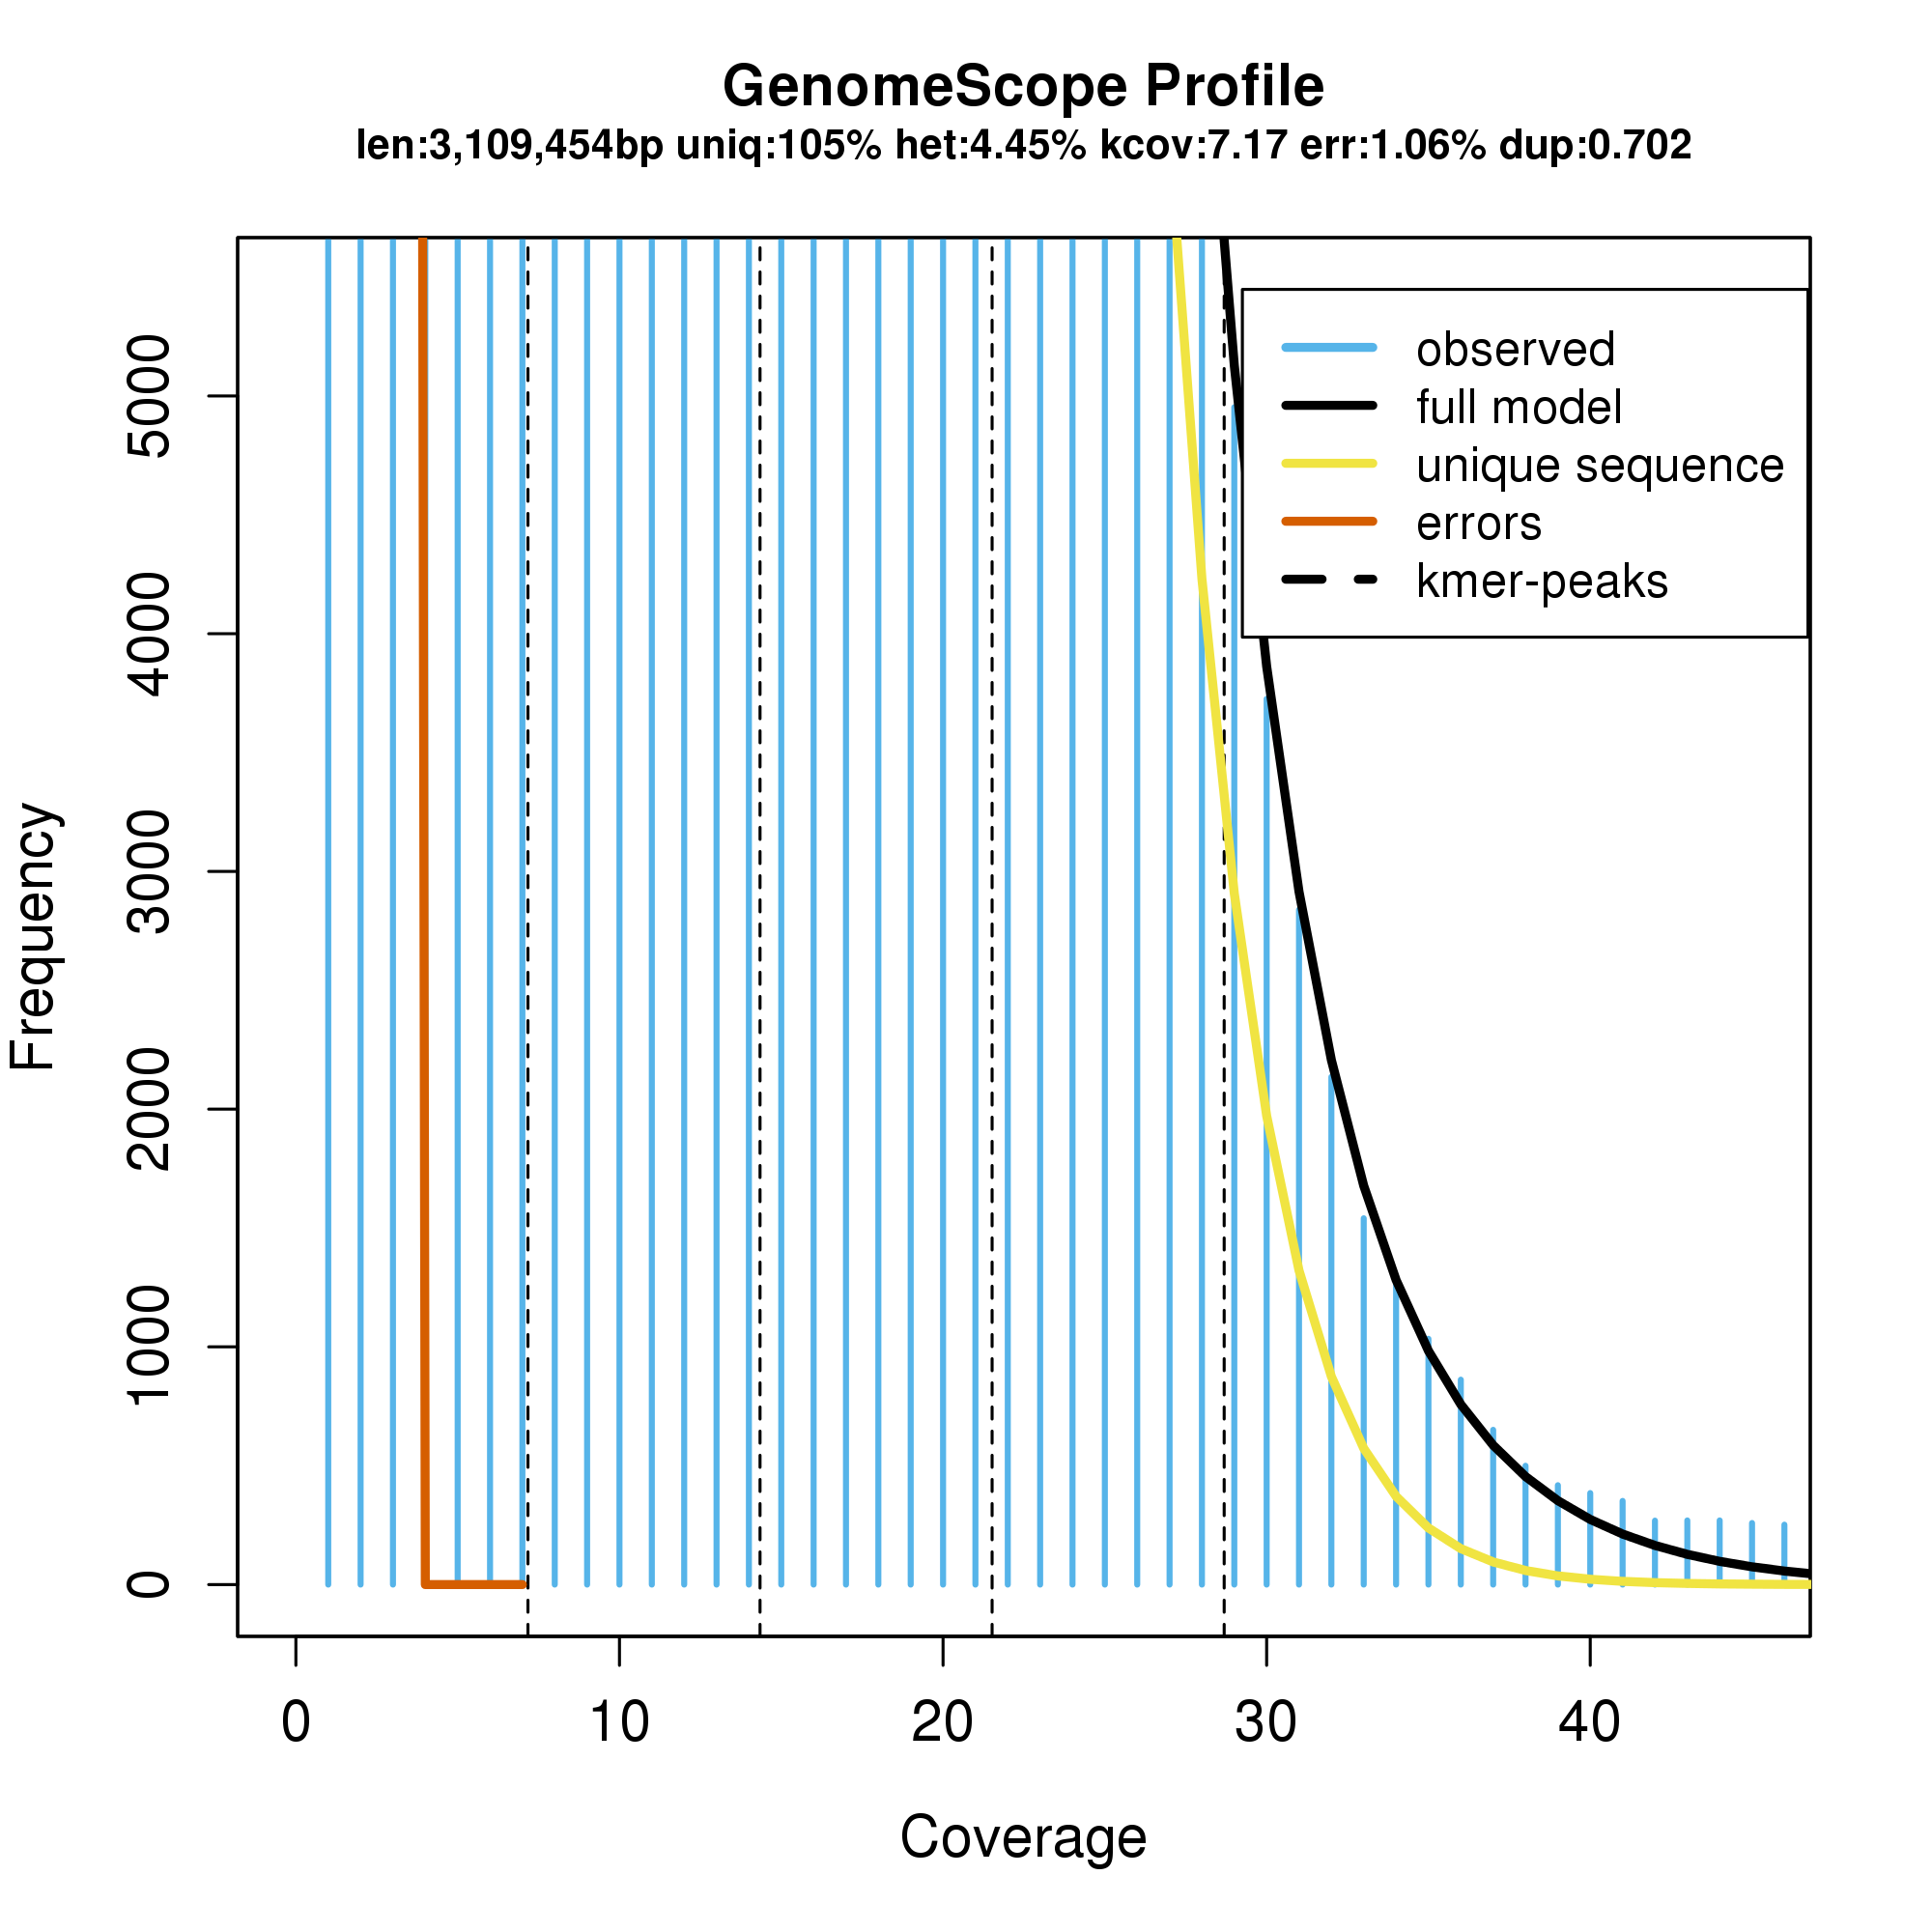 GenomeScope Profile
len:3,109,454bp uniq:105% het:4.45% kcov:7.17 err:1.06% dup:0.702
observed
full model
unique sequence
errors
kmer-peaks
Frequency
5000
4000
3000
2000
1000
0
0 10 20 30 40
Coverage